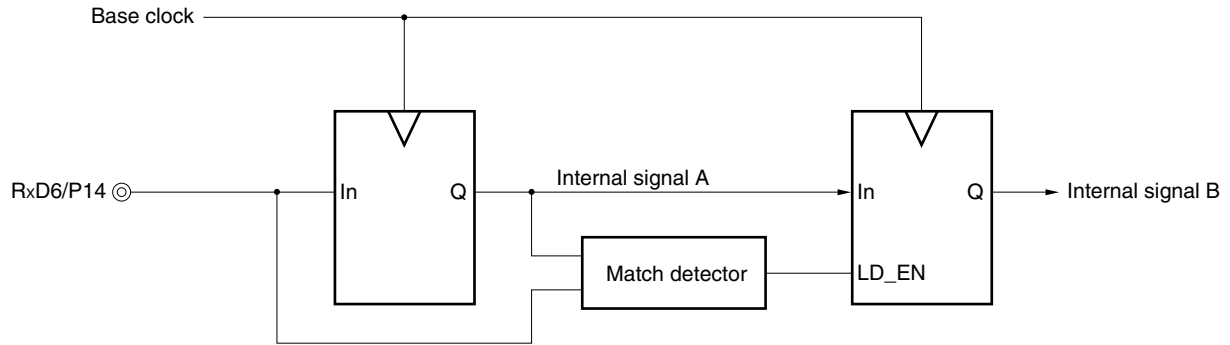 Base clock
RxD6/P14
In
Q
Internal signal A
In
Q
Internal signal B
Match detector
LD_EN